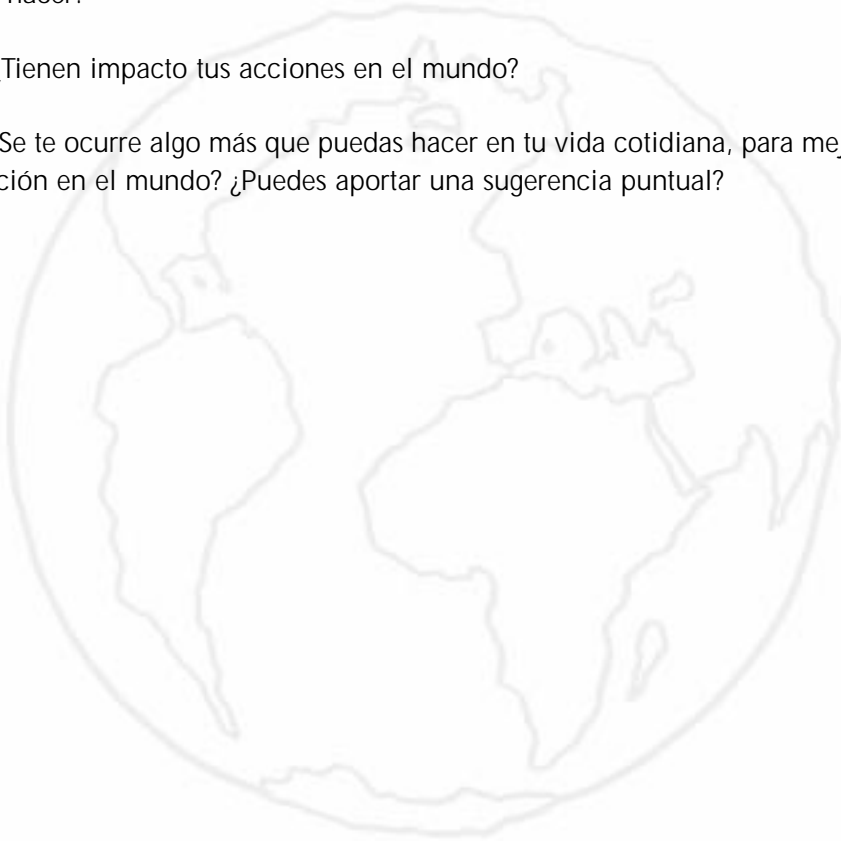 hacer?
¿Tienen impacto tus acciones en el mundo?
Se te ocurre algo más que puedas hacer en tu vida cotidiana, para mej
ción en el mundo? ¿Puedes aportar una sugerencia puntual?